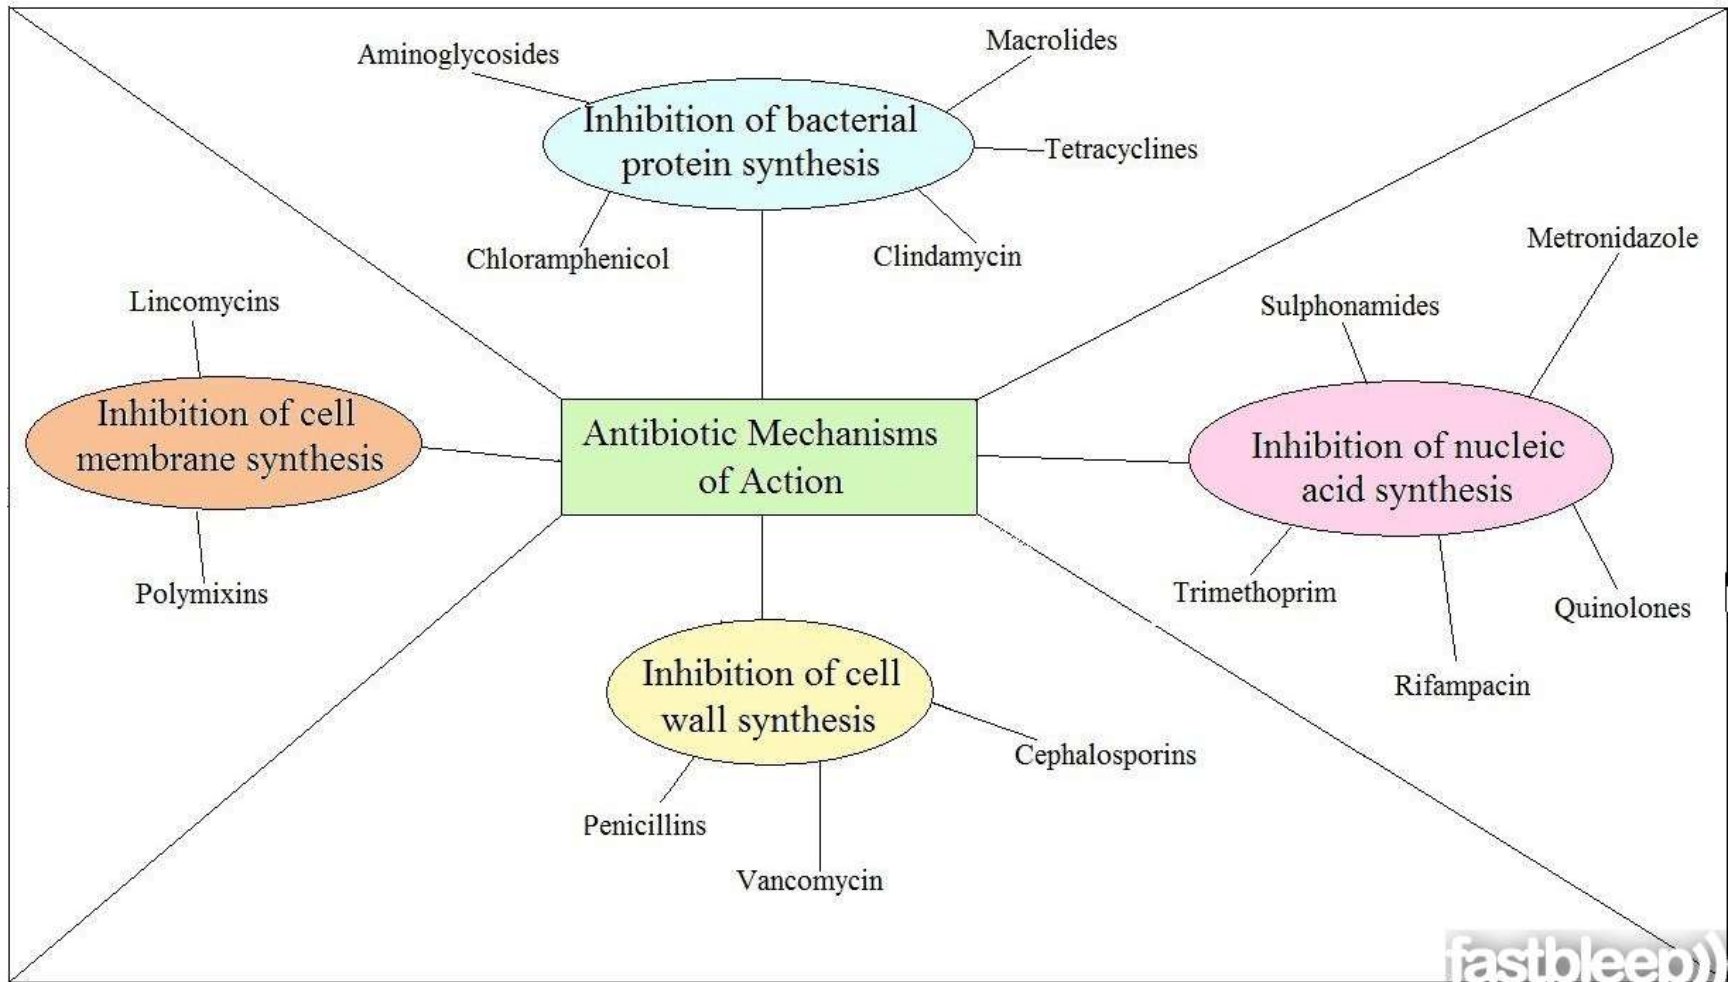 Aminoglycosides
Macrolides
Inhibition of bacterial
protein synthesis
Tetracyclines
Chloramphenicol
Clindamycin
Metronidazole
Sulphonamides
Lincomycins
Inhibition of cell
membrane synthesis
Antibiotic Mechanisms
of Action
Inhibition of nucleic
acid synthesis
Polymixins
Trimethoprim
Quinolones
Rifampacin
Inhibition of cell
wall synthesis
Cephalosporins
Penicillins
Vancomycin
fastbleep